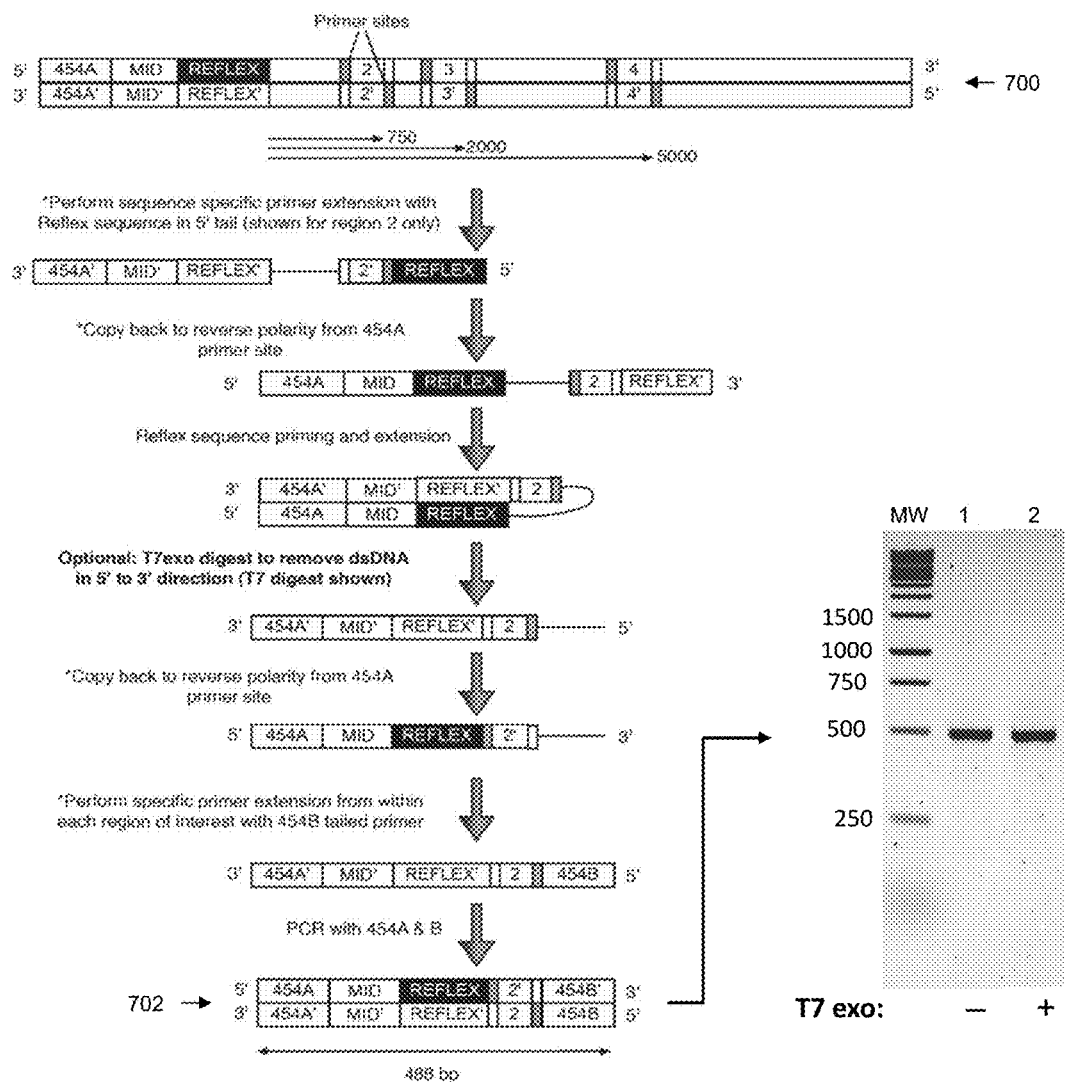 Primer sites
5' 454A MID REFLEX 2 3 4 3'
3' 454A' MID' REFLEX' 2' 3' 4' 5'
700
750
2000
5000
*Perform sequence specific primer extension with
Reflex sequence in 5' tail (shown for region 2 only)
3' 454A' MID' REFLEX' 2' REFLEX 5'
*Copy back to reverse polarity from 454A
primer site
5' 454A MID REFLEX 2 REFLEX' 3'
Reflex sequence priming and extension
3' 454A' MID' REFLEX' 2
5' 454A MID REFLEX
Optional: T7exo digest to remove dsDNA
in 5' to 3' direction (T7 digest shown)
3' 454A' MID' REFLEX' 2 5'
*Copy back to reverse polarity from 454A
primer site
5' 454A MID REFLEX 2' 3'
*Perform specific primer extension from within
each region of interest with 454B tailed primer
3' 454A' MID' REFLEX' 2 454B 5'
PCR with 454A & B
702
5' 454A MID REFLEX 2' 454B' 3'
3' 454A' MID' REFLEX' 2 454B 5'
488 bp
MW 1 2
1500
1000
750
500
250
T7 exo: – +